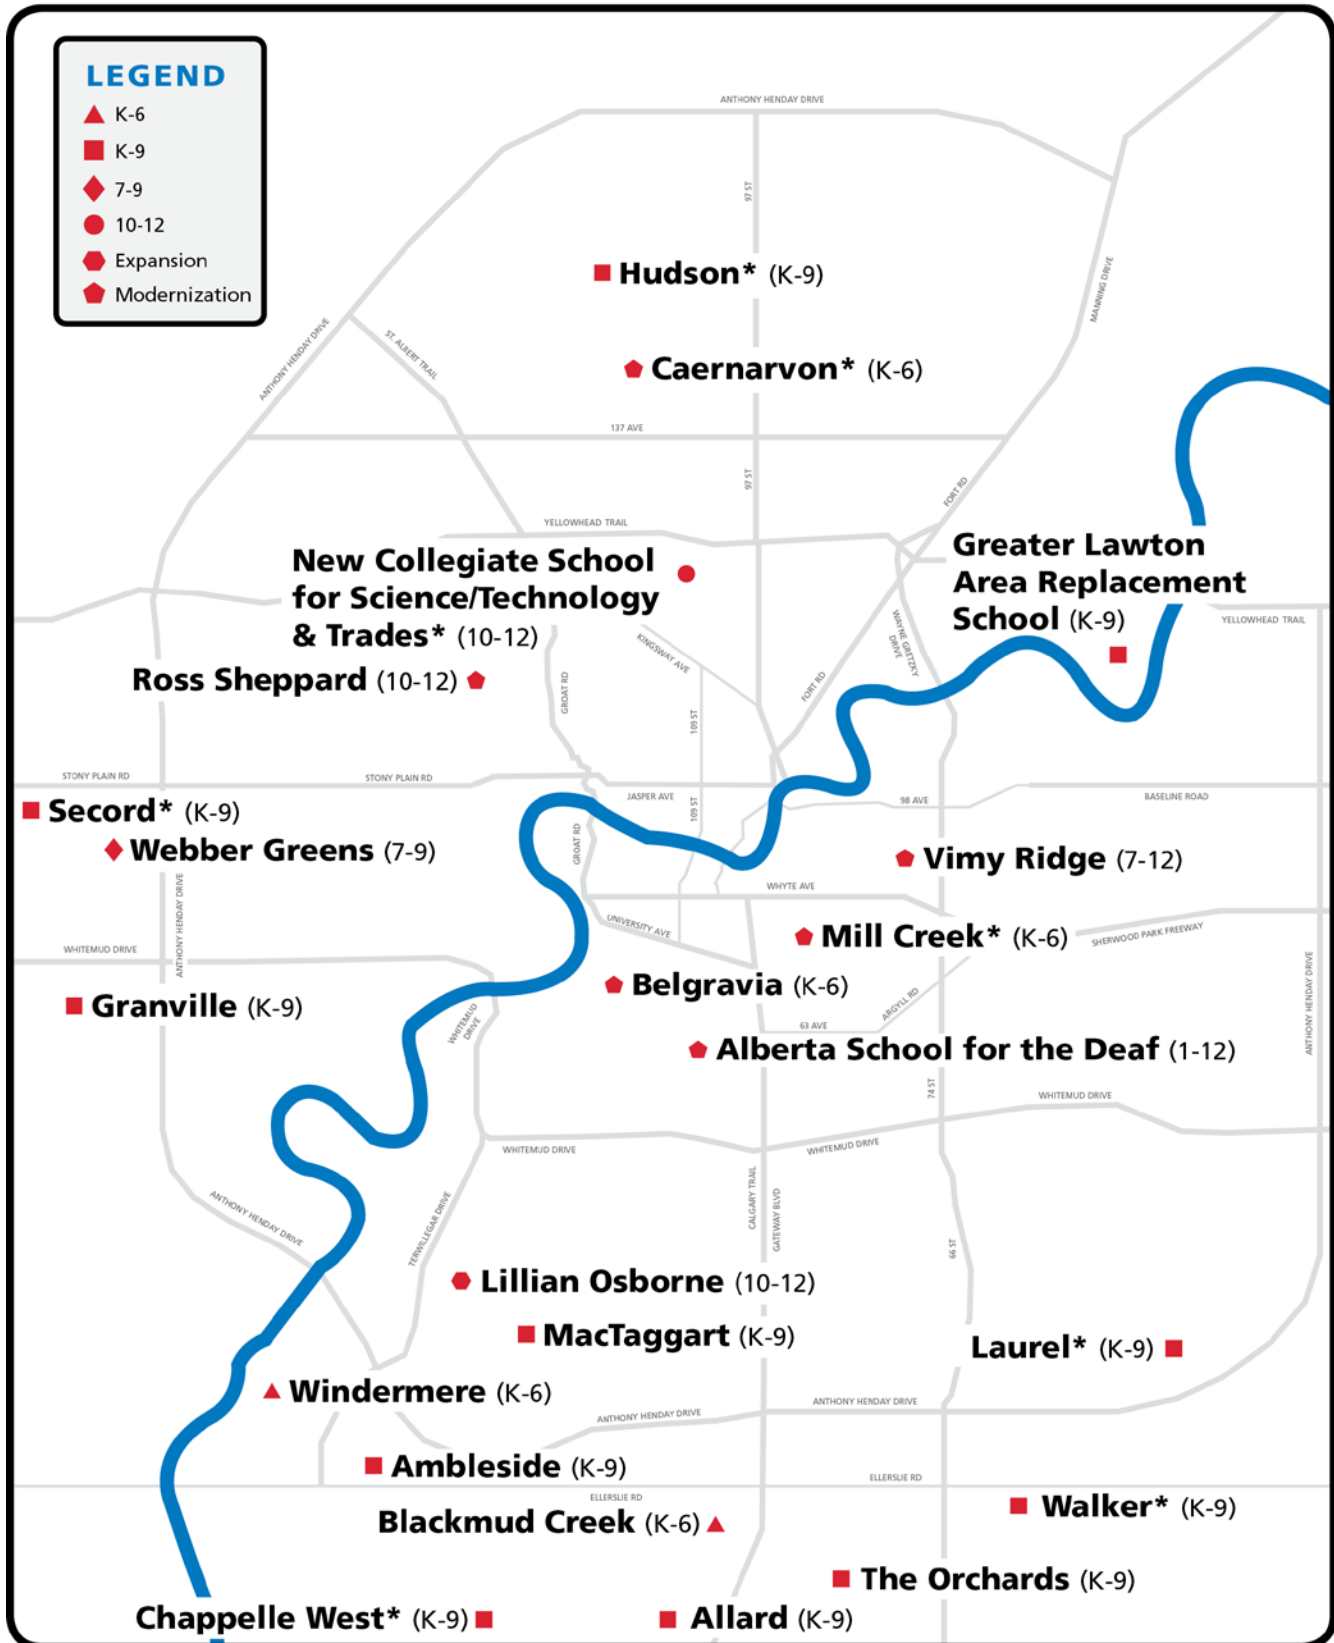 LEGEND
K-6
K-9
7-9
10-12
Expansion
Modernization
ANTHONY HENDAY DRIVE
97 ST
Hudson* (K-9)
MANNING DRIVE
ANTHONY HENDAY DRIVE
ST. ALBERT TRAIL
Caernarvon* (K-6)
137 AVE
97 ST
FORT RD
YELLOWHEAD TRAIL
New Collegiate School
for Science/Technology
& Trades* (10-12)
Greater Lawton
Area Replacement
School (K-9)
YELLOWHEAD TRAIL
WAYNE GRETZKY
DRIVE
KINGSWAY AVE
Ross Sheppard (10-12)
GROAT RD
FORT RD
109 ST
STONY PLAIN RD
STONY PLAIN RD
JASPER AVE
109 ST
98 AVE
BASELINE ROAD
Secord* (K-9)
GROAT RD
Webber Greens (7-9)
Vimy Ridge (7-12)
WHYTE AVE
ANTHONY HENDAY DRIVE
UNIVERSITY AVE
Mill Creek* (K-6)
SHERWOOD PARK FREEWAY
WHITEMUD DRIVE
Belgravia (K-6)
ANTHONY HENDAY DRIVE
Granville (K-9)
WHITEMUD
DRIVE
ARGYLL RD
63 AVE
Alberta School for the Deaf (1-12)
74 ST
WHITEMUD DRIVE
WHITEMUD DRIVE
WHITEMUD DRIVE
CALGARY TRAIL
GATEWAY BLVD
ANTHONY HENDAY DRIVE
TERWILLEGAR DRIVE
66 ST
Lillian Osborne (10-12)
MacTaggart (K-9)
Laurel* (K-9)
Windermere (K-6)
ANTHONY HENDAY DRIVE
ANTHONY HENDAY DRIVE
Ambleside (K-9)
ELLERSLIE RD
ELLERSLIE RD
Walker* (K-9)
Blackmud Creek (K-6)
The Orchards (K-9)
Chappelle West* (K-9)
Allard (K-9)